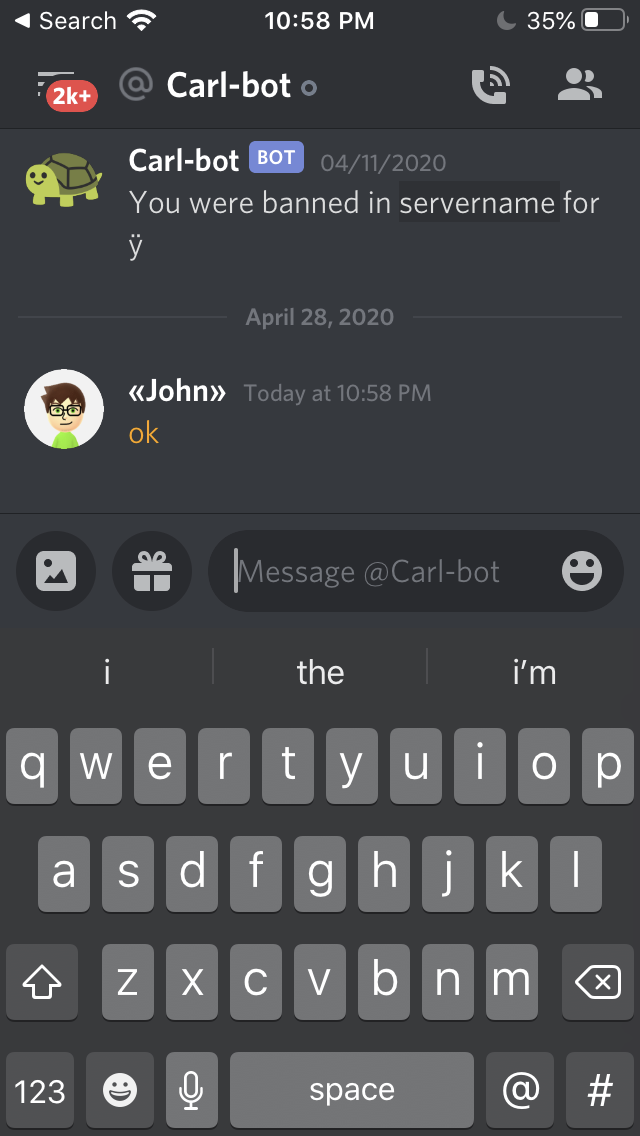 ◀ Search 10:58 PM 35%
2k+ @ Carl-bot
Carl-bot BOT 04/11/2020
You were banned in servername for
ÿ
April 28, 2020
«John» Today at 10:58 PM
ok
Message @Carl-bot
i the i'm
q w e r t y u i o p
a s d f g h j k l
z x c v b n m
123 space @ #